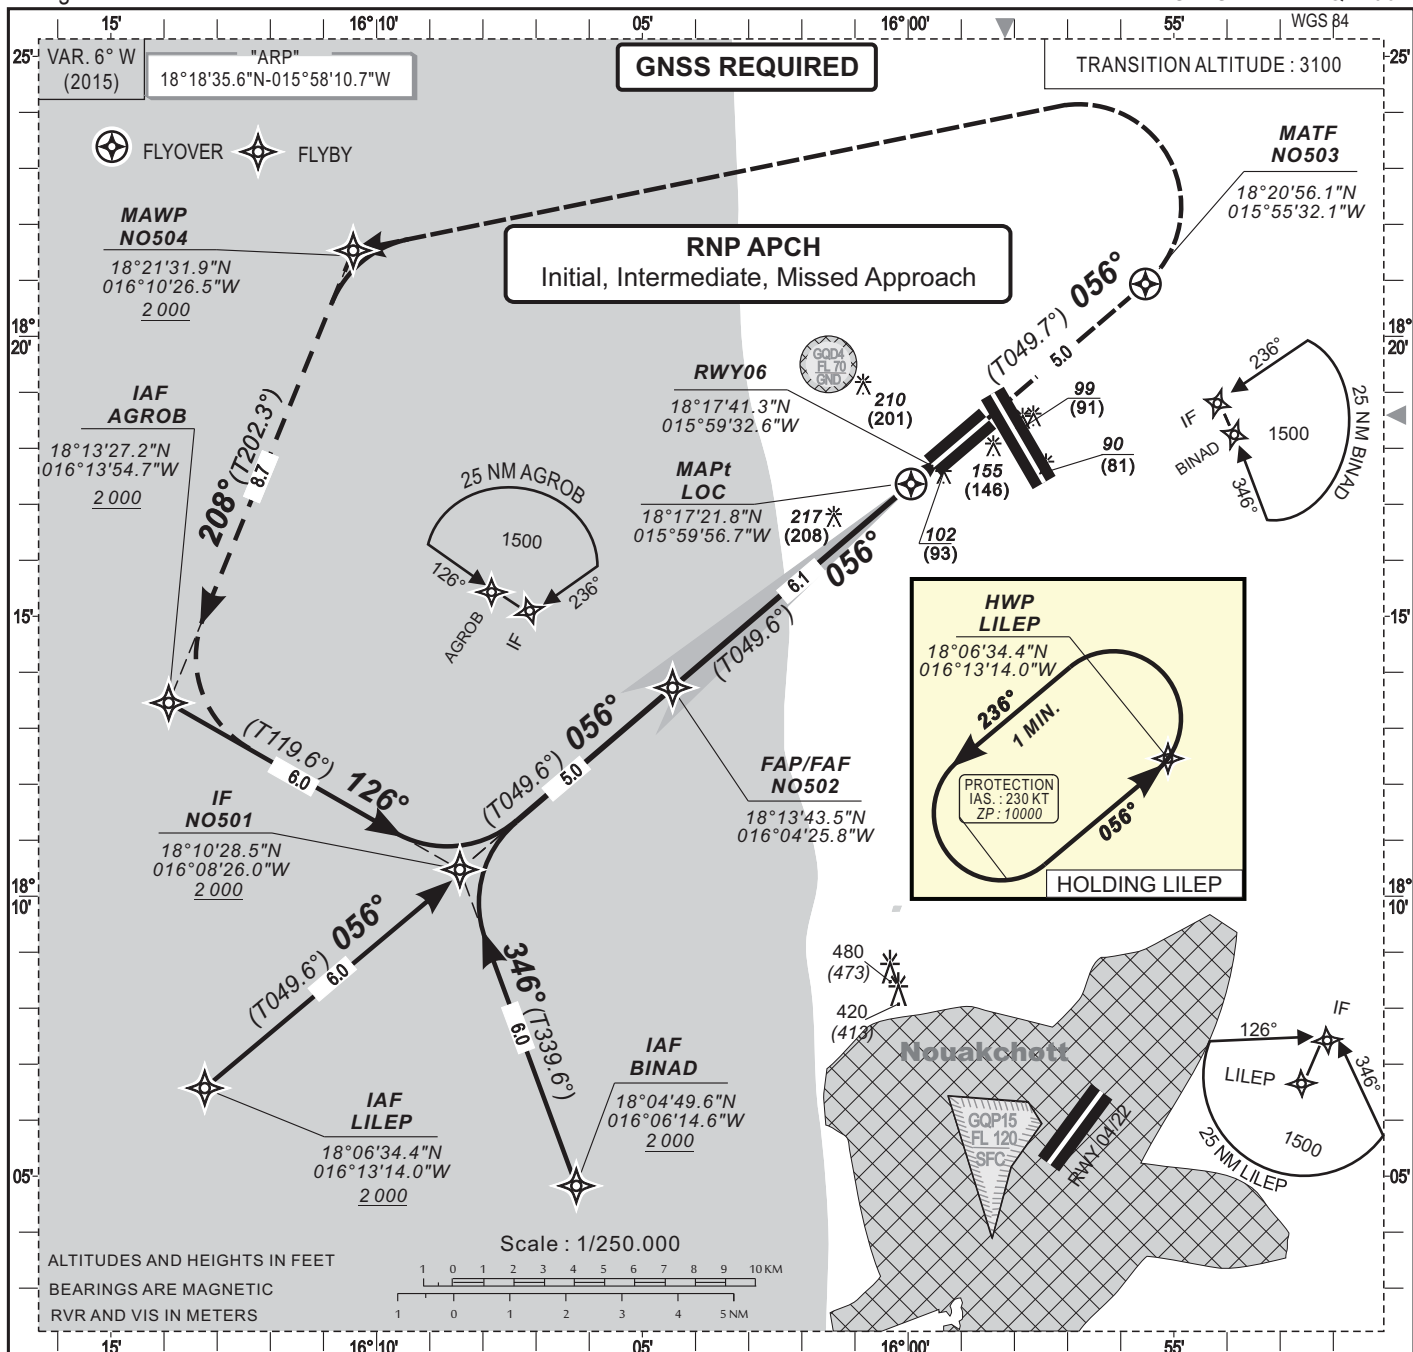 15'
16°10'
16°00'
55'
WGS 84
25'
25'
VAR. 6° W
(2015)
"ARP"
18°18'35.6"N-015°58'10.7"W
GNSS REQUIRED
TRANSITION ALTITUDE : 3100
FLYOVER
FLYBY
MATF
NO503
18°20'56.1"N
015°55'32.1"W
MAWP
NO504
18°21'31.9"N
016°10'26.5"W
2 000
RNP APCH
Initial, Intermediate, Missed Approach
056°
(T049.7°)
5.0
18°
20'
18°
20'
GQD4
FL 70
GND
210
(201)
RWY06
18°17'41.3"N
015°59'32.6"W
99
(91)
90
(81)
155
(146)
236°
IF
BINAD
1500
346°
25 NM BINAD
IAF
AGROB
18°13'27.2"N
016°13'54.7"W
2 000
208°
(T202.3°)
8.7
25 NM AGROB
1500
126°
236°
AGROB
IF
MAPt
LOC
18°17'21.8"N
015°59'56.7"W
217
(208)
102
(93)
056°
6.1
(T049.6°)
15'
15'
HWP
LILEP
18°06'34.4"N
016°13'14.0"W
236°
1 MIN.
PROTECTION
IAS. : 230 KT
ZP : 10000
056°
HOLDING LILEP
(T119.6°)
6.0
126°
056°
(T049.6°)
5.0
FAP/FAF
NO502
18°13'43.5"N
016°04'25.8"W
IF
NO501
18°10'28.5"N
016°08'26.0"W
2 000
18°
10'
18°
10'
056°
(T049.6°)
6.0
346°
(T339.6°)
6.0
480
(473)
420
(413)
Nouakchott
GQP15
FL 120
SFC
RWY 04/22
IF
126°
LILEP
346°
1500
25 NM LILEP
IAF
LILEP
18°06'34.4"N
016°13'14.0"W
2 000
IAF
BINAD
18°04'49.6"N
016°06'14.6"W
2 000
05'
05'
ALTITUDES AND HEIGHTS IN FEET
BEARINGS ARE MAGNETIC
RVR AND VIS IN METERS
Scale : 1/250.000
1 0 1 2 3 4 5 6 7 8 9 10 KM
1 0 1 2 3 4 5 NM
15'
16°10'
05'
16°00'
55'